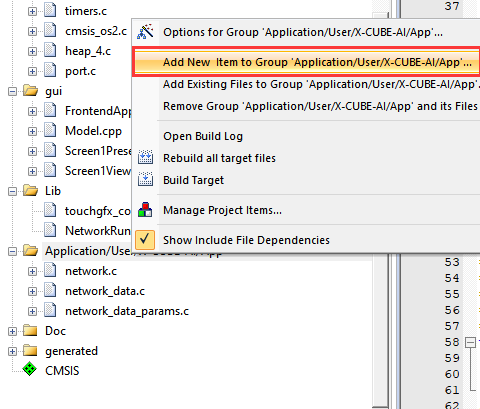 timers.c
cmsis_os2.c
heap_4.c
port.c
gui
FrontendApp
Model.cpp
Screen1Prese
Screen1View
Lib
touchgfx_co
NetworkRun
Application/User/X-CUBE-AI/App
network.c
network_data.c
network_data_params.c
Doc
generated
CMSIS
Options for Group 'Application/User/X-CUBE-AI/App'...
Add New Item to Group 'Application/User/X-CUBE-AI/App'...
Add Existing Files to Group 'Application/User/X-CUBE-AI/App'.
Remove Group 'Application/User/X-CUBE-AI/App' and its Files
Open Build Log
Rebuild all target files
Build Target
Manage Project Items...
Show Include File Dependencies
37
53
54
55
56
57
58
59
60
61
62